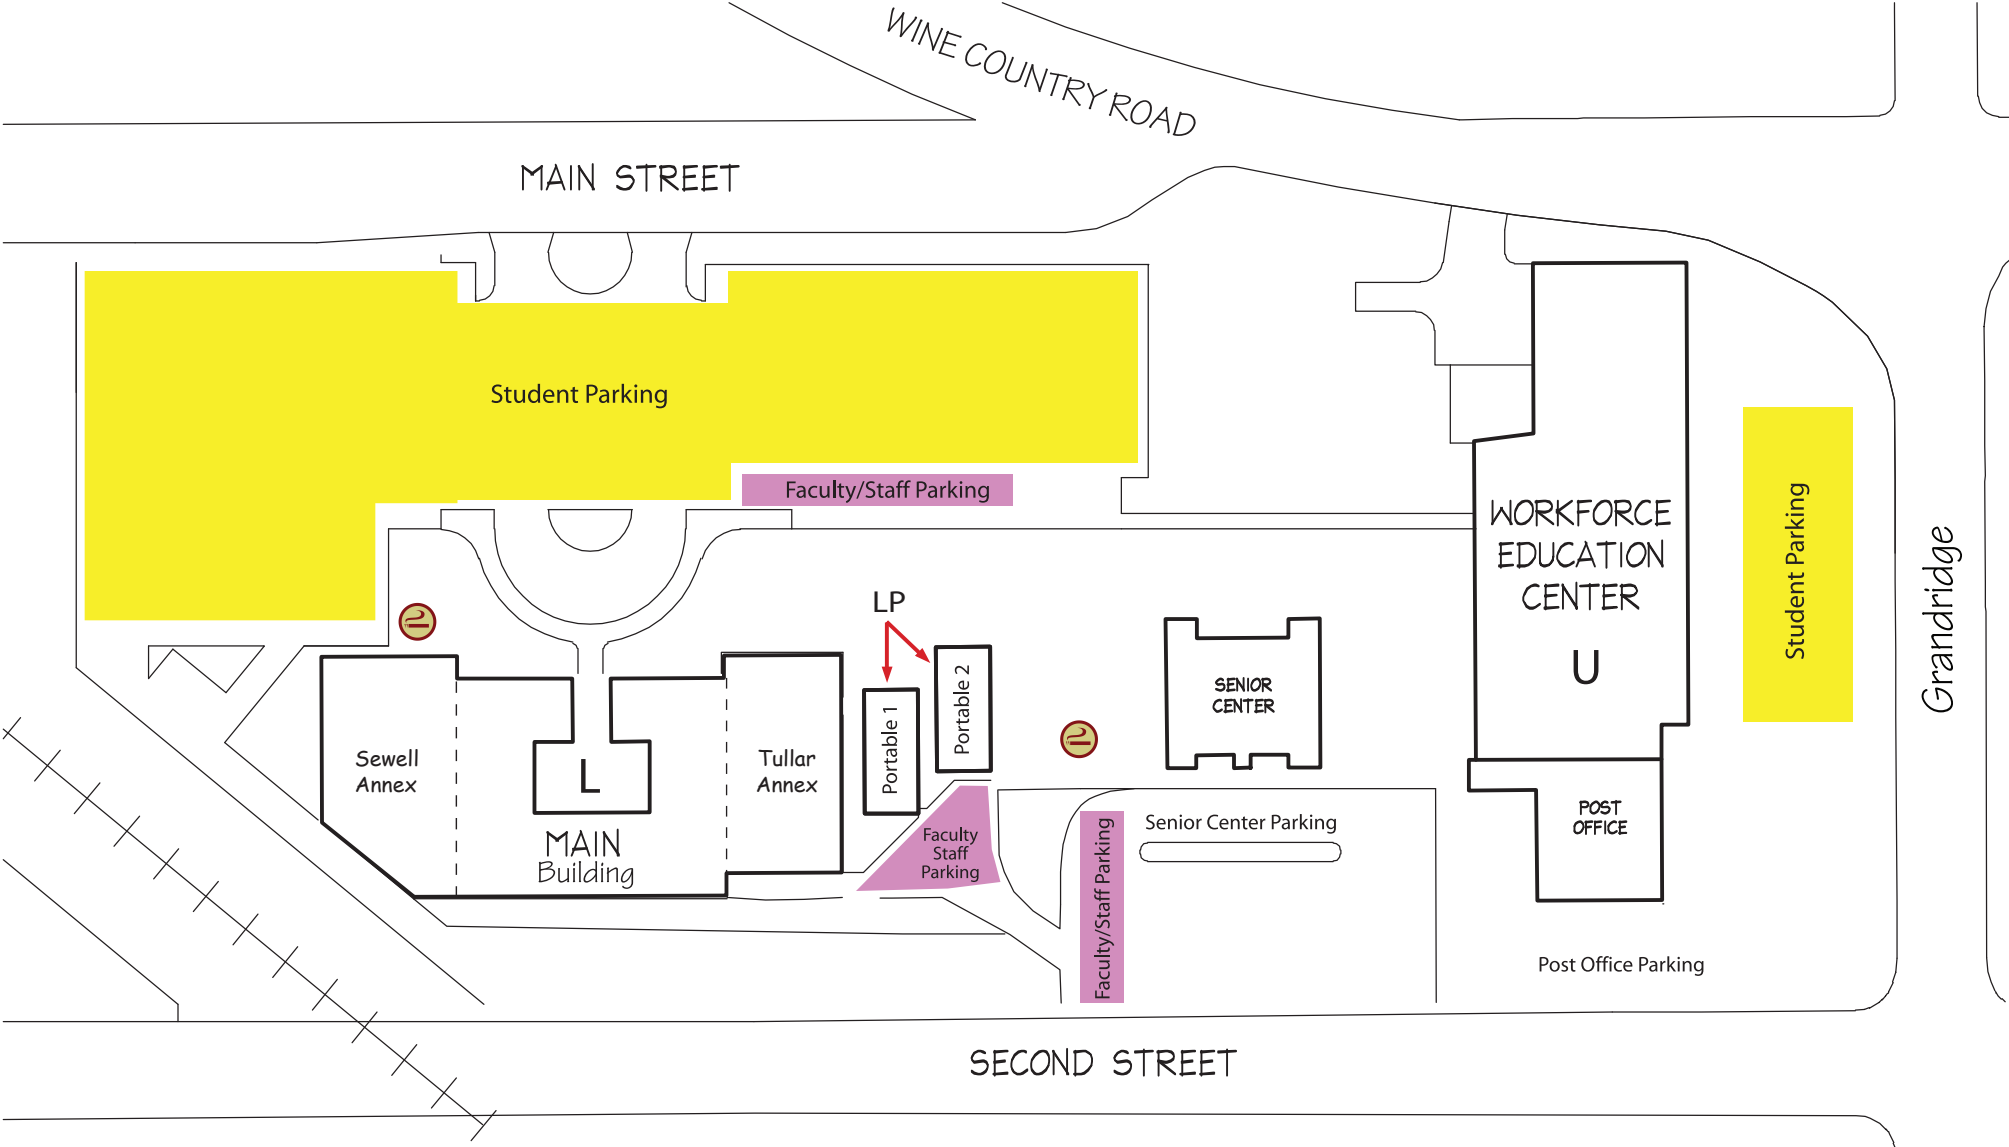 WINE COUNTRY ROAD
MAIN STREET
Student Parking
Faculty/Staff Parking
WORKFORCE
EDUCATION
CENTER
U
Student Parking
Grandridge
LP
Portable 1
Portable 2
SENIOR
CENTER
Sewell
Annex
L
Tullar
Annex
MAIN
Building
Faculty
Staff
Parking
Faculty/Staff Parking
Senior Center Parking
POST
OFFICE
Post Office Parking
SECOND STREET